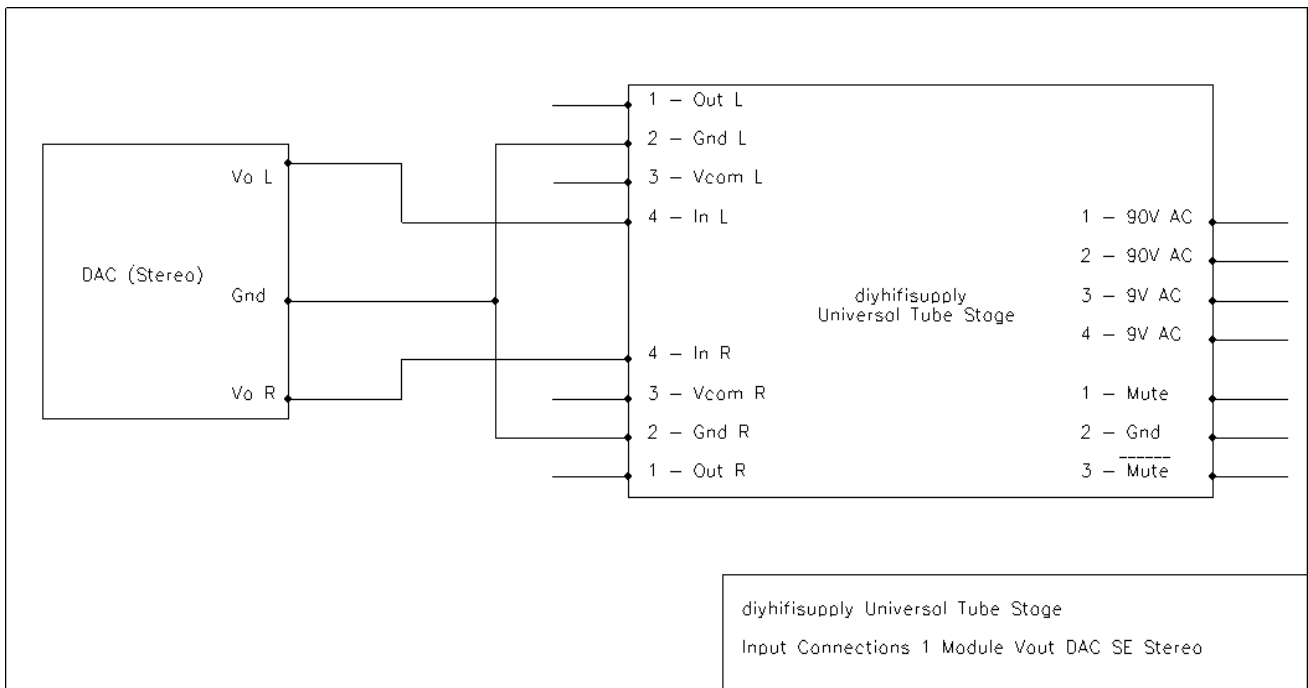 1 - Out L
2 - Gnd L
3 - Vcom L
4 - In L
Vo L
DAC (Stereo)
Gnd
Vo R
diyhifisupply
Universal Tube Stage
1 - 90V AC
2 - 90V AC
3 - 9V AC
4 - 9V AC
4 - In R
3 - Vcom R
2 - Gnd R
1 - Out R
1 - Mute
2 - Gnd
3 - Mute
diyhifisupply Universal Tube Stage
Input Connections 1 Module Vout DAC SE Stereo